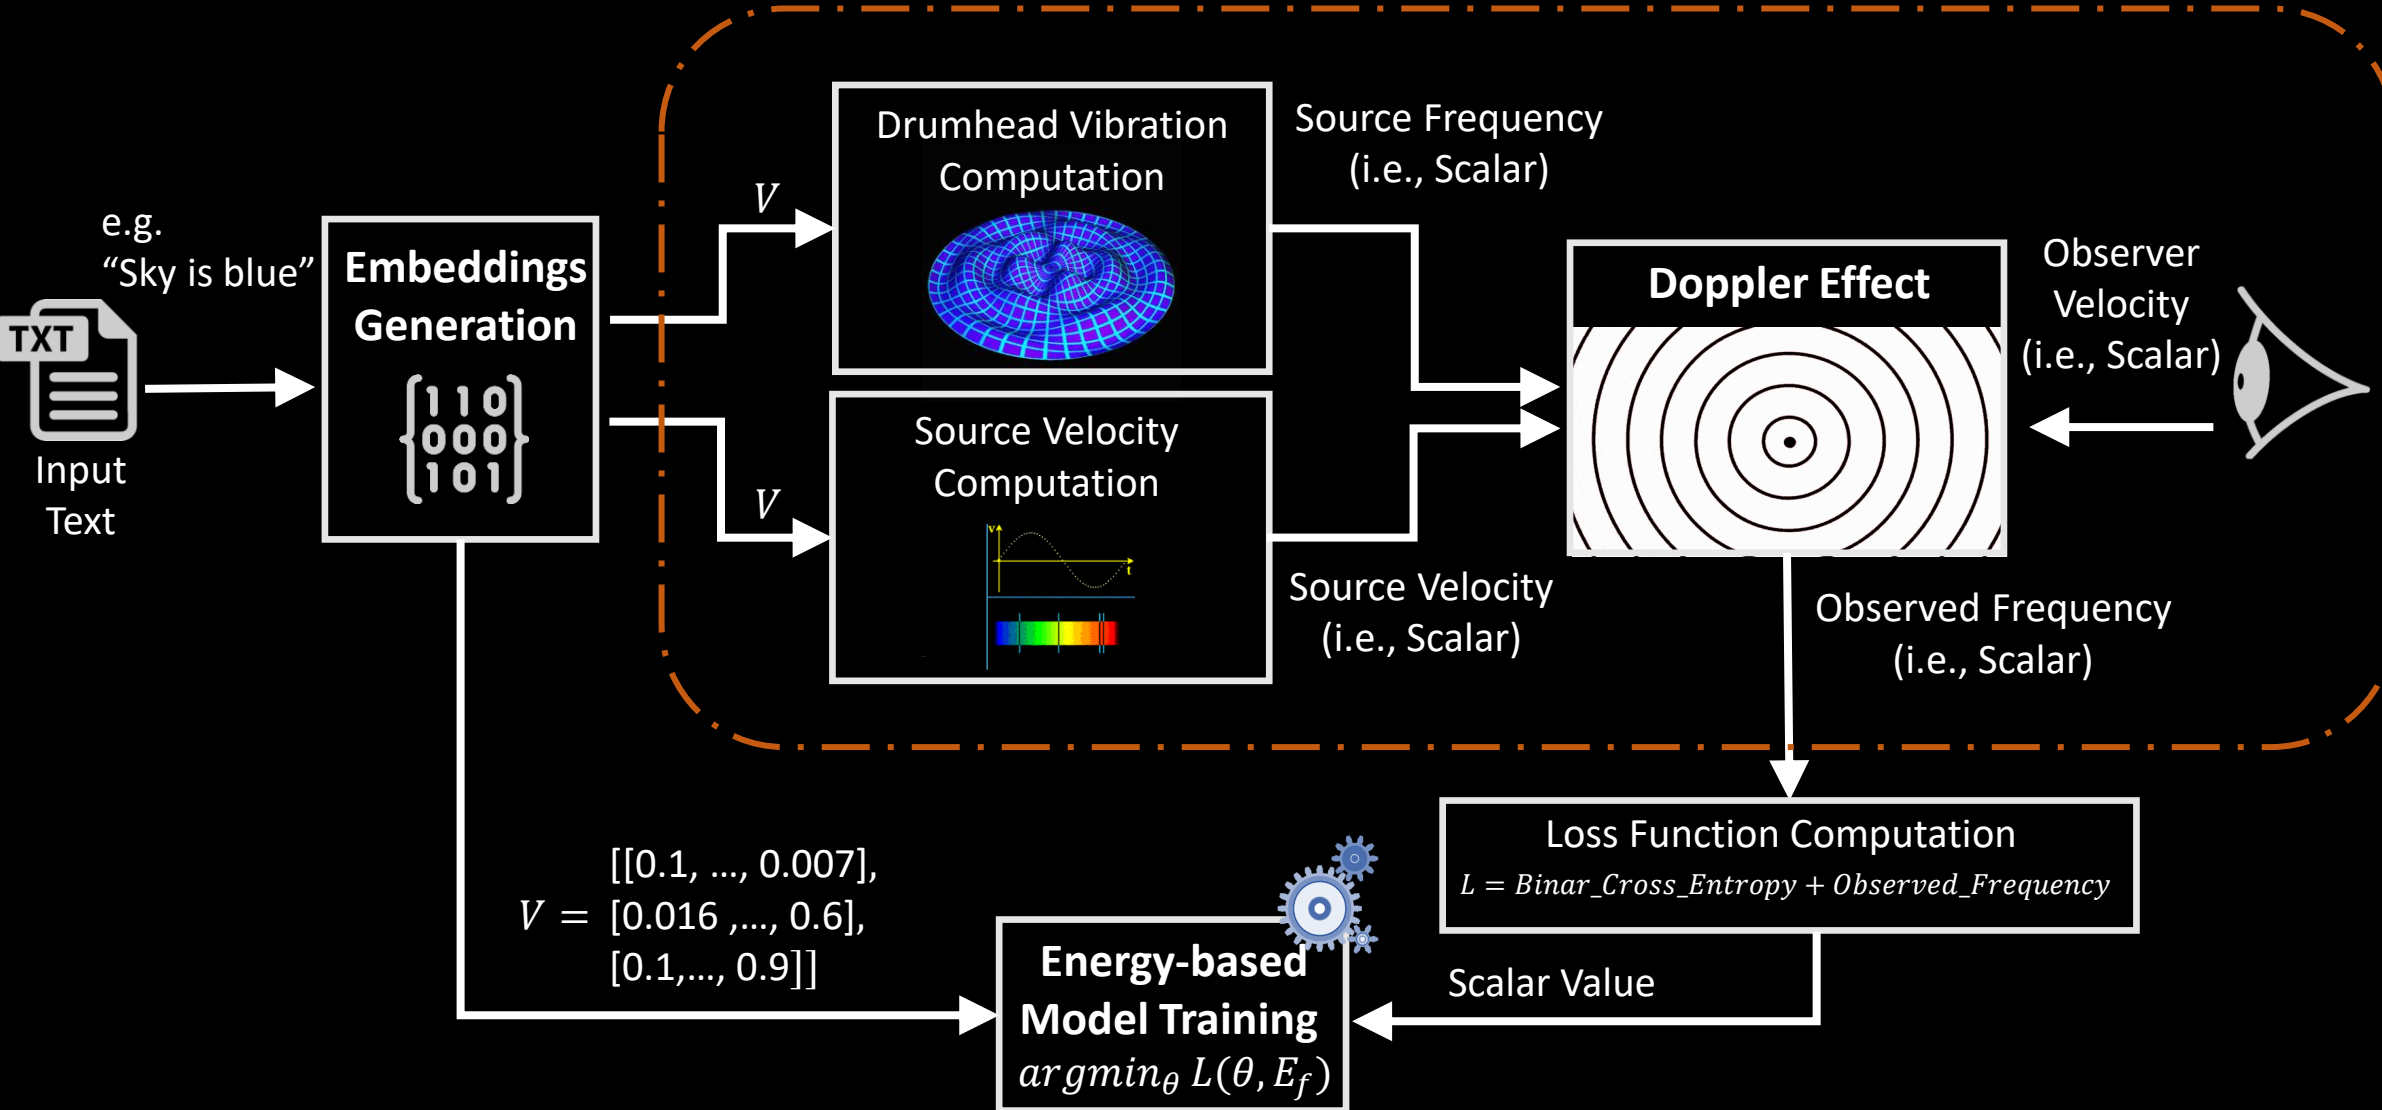 e.g.
“Sky is blue”
TXT
Input
Text
Embeddings
Generation
110
000
101
V
V
Drumhead Vibration
Computation
Source Velocity
Computation
v
t
Source Frequency
(i.e., Scalar)
Source Velocity
(i.e., Scalar)
Doppler Effect
Observer
Velocity
(i.e., Scalar)
Observed Frequency
(i.e., Scalar)
Loss Function Computation
L = Binar_Cross_Entropy + Observed_Frequency
Scalar Value
[[0.1, ..., 0.007],
V = [0.016 ,..., 0.6],
[0.1,..., 0.9]]
Energy-based
Model Training
argmin_θ L(θ, E_f)